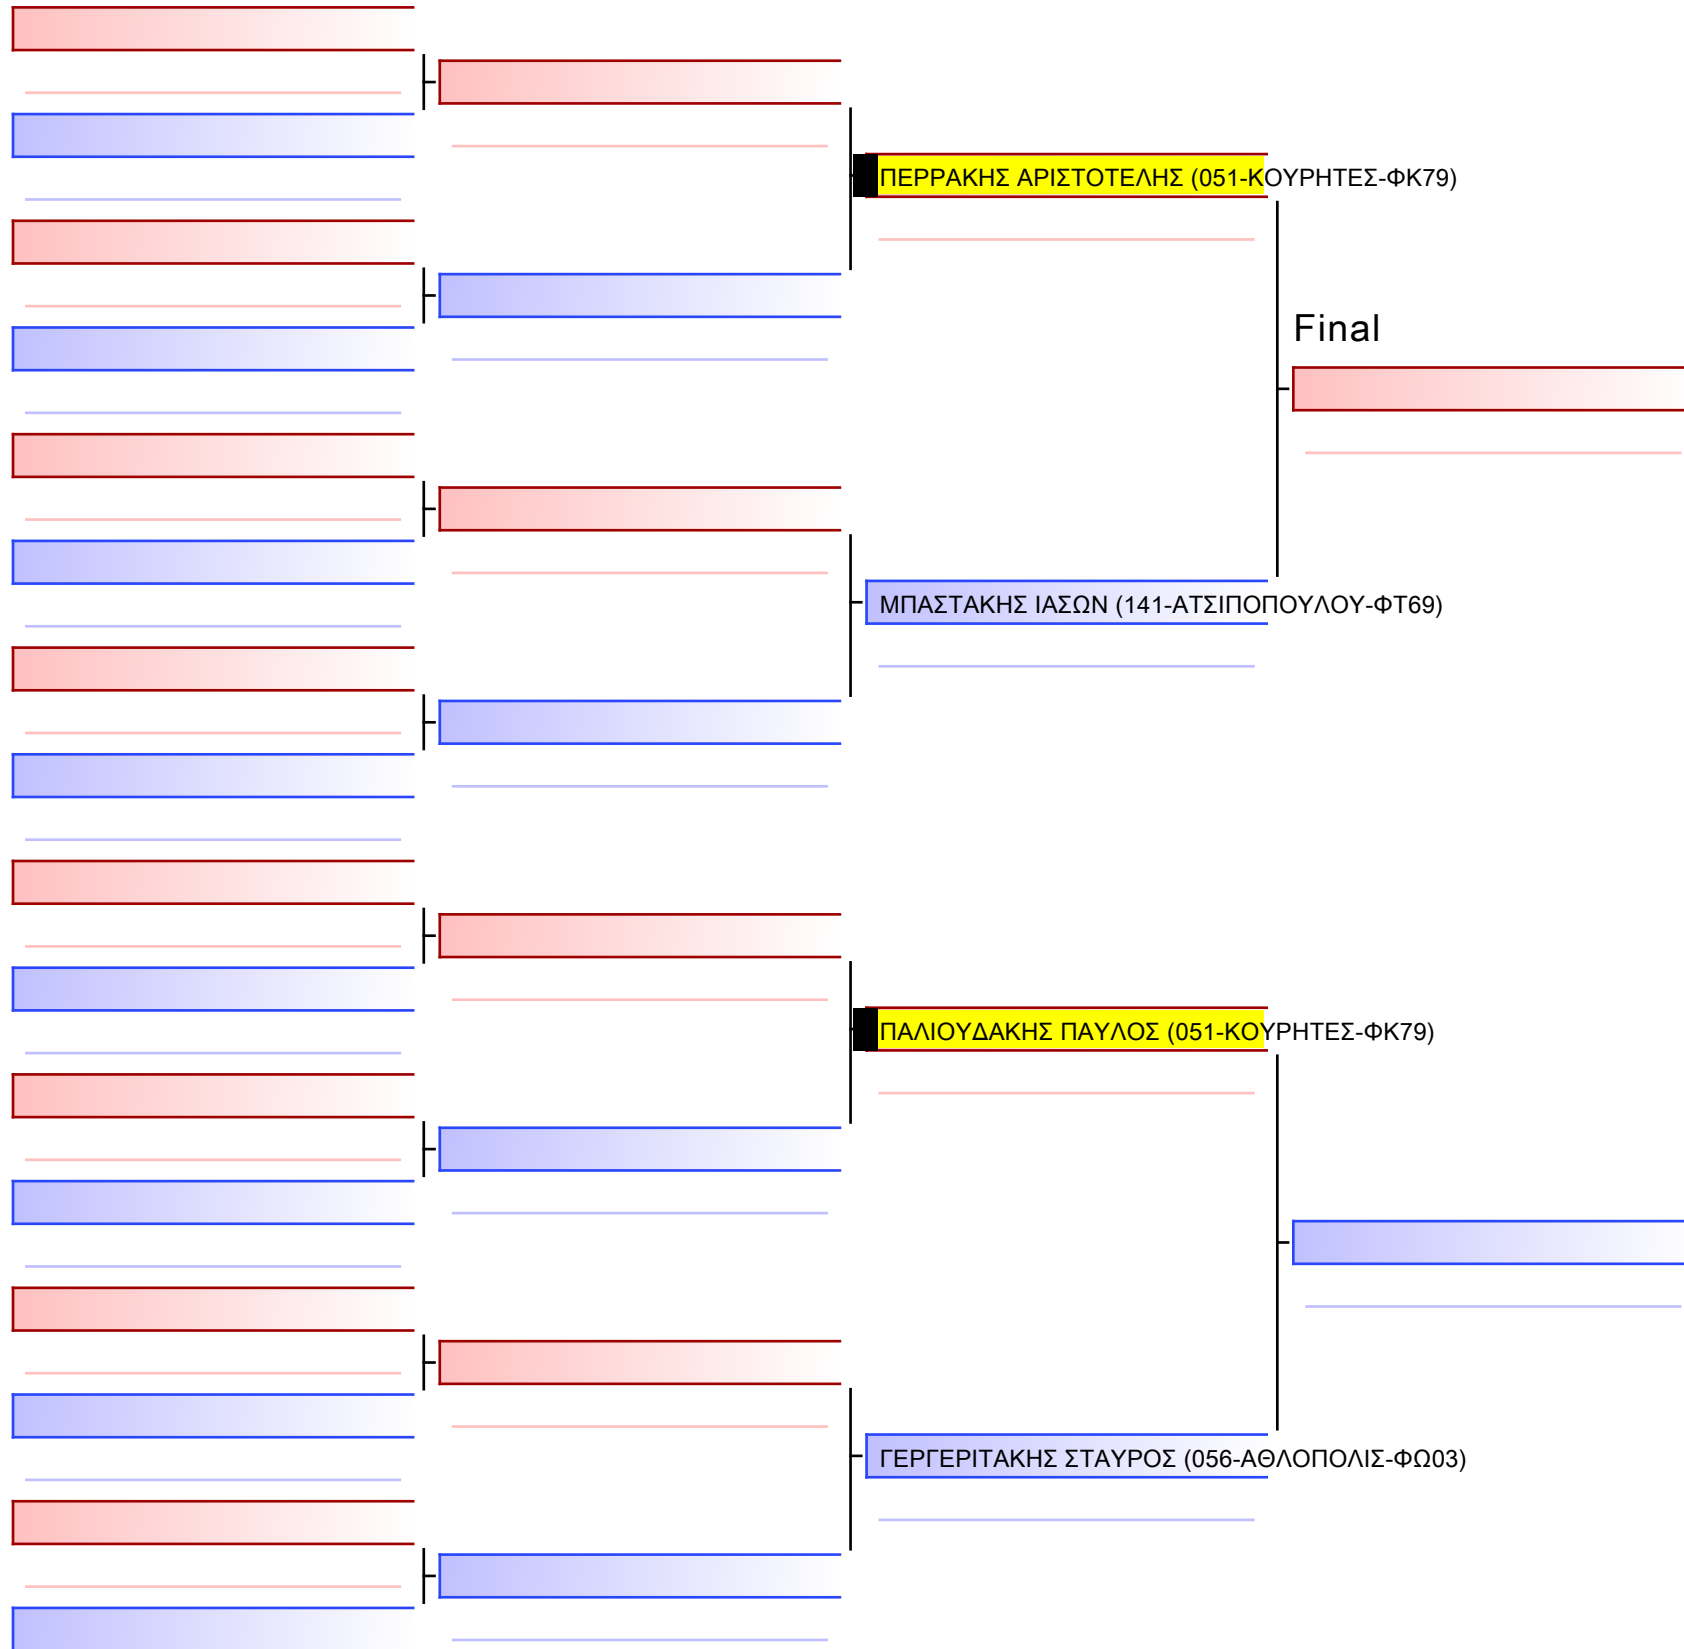 ΠΕΡΡΑΚΗΣ ΑΡΙΣΤΟΤΕΛΗΣ (051-ΚΟΥΡΗΤΕΣ-ΦΚ79)
Final
ΜΠΑΣΤΑΚΗΣ ΙΑΣΩΝ (141-ΑΤΣΙΠΟΠΟΥΛΟΥ-ΦΤ69)
ΠΑΛΙΟΥΔΑΚΗΣ ΠΑΥΛΟΣ (051-ΚΟΥΡΗΤΕΣ-ΦΚ79)
ΓΕΡΓΕΡΙΤΑΚΗΣ ΣΤΑΥΡΟΣ (056-ΑΘΛΟΠΟΛΙΣ-ΦΩ03)